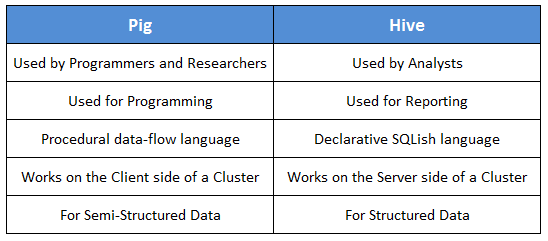 Pig Hive
Used by Programmers and Researchers Used by Analysts
Used for Programming Used for Reporting
Procedural data-flow language Declarative SQLish language
Works on the Client side of a Cluster Works on the Server side of a Cluster
For Semi-Structured Data For Structured Data